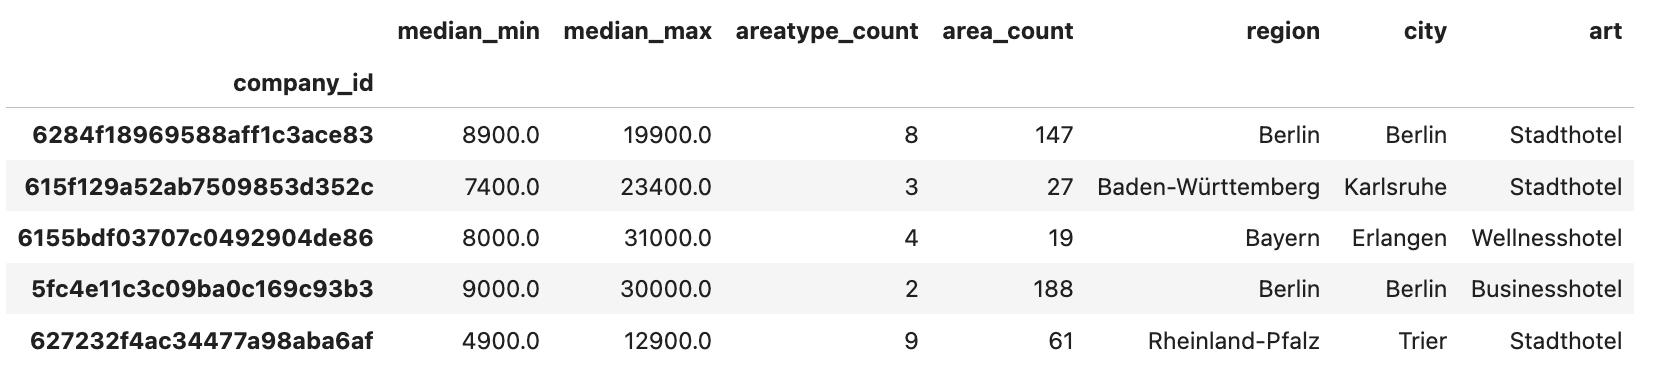 median_min median_max areatype_count area_count region city art
company_id
6284f18969588aff1c3ace83 8900.0 19900.0 8 147 Berlin Berlin Stadthotel
615f129a52ab7509853d352c 7400.0 23400.0 3 27 Baden-Württemberg Karlsruhe Stadthotel
6155bdf03707c0492904de86 8000.0 31000.0 4 19 Bayern Erlangen Wellnesshotel
5fc4e11c3c09ba0c169c93b3 9000.0 30000.0 2 188 Berlin Berlin Businesshotel
627232f4ac34477a98aba6af 4900.0 12900.0 9 61 Rheinland-Pfalz Trier Stadthotel